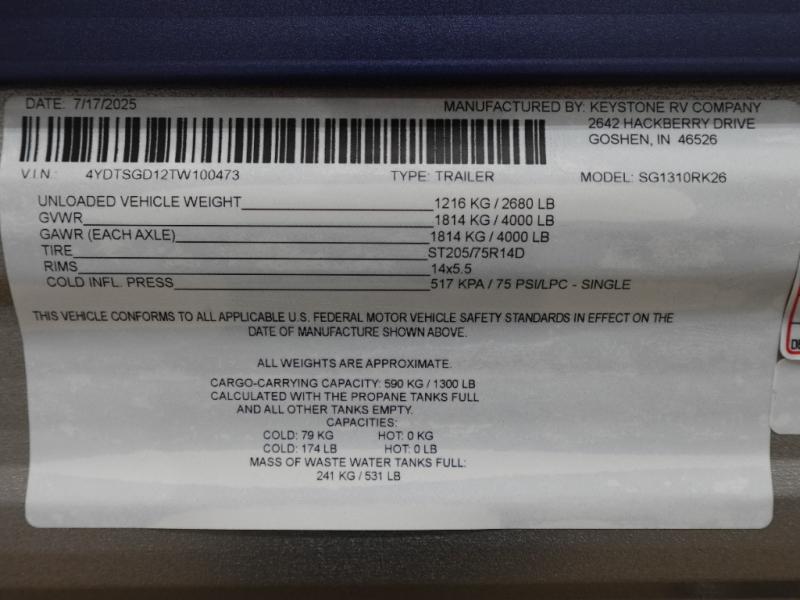 DATE: 7/17/2025
MANUFACTURED BY: KEYSTONE RV COMPANY
2642 HACKBERRY DRIVE
GOSHEN, IN 46526
V.I.N.: 4YDTSGD12TW100473 TYPE: TRAILER MODEL: SG1310RK26
UNLOADED VEHICLE WEIGHT 1216 KG / 2680 LB
GVWR 1814 KG / 4000 LB
GAWR (EACH AXLE) 1814 KG / 4000 LB
TIRE ST205/75R14D
RIMS 14x5.5
COLD INFL. PRESS 517 KPA / 75 PSI/LPC - SINGLE
THIS VEHICLE CONFORMS TO ALL APPLICABLE U.S. FEDERAL MOTOR VEHICLE SAFETY STANDARDS IN EFFECT ON THE
DATE OF MANUFACTURE SHOWN ABOVE.
ALL WEIGHTS ARE APPROXIMATE.
CARGO-CARRYING CAPACITY: 590 KG / 1300 LB
CALCULATED WITH THE PROPANE TANKS FULL
AND ALL OTHER TANKS EMPTY.
CAPACITIES:
COLD: 79 KG HOT: 0 KG
COLD: 174 LB HOT: 0 LB
MASS OF WASTE WATER TANKS FULL:
241 KG / 531 LB